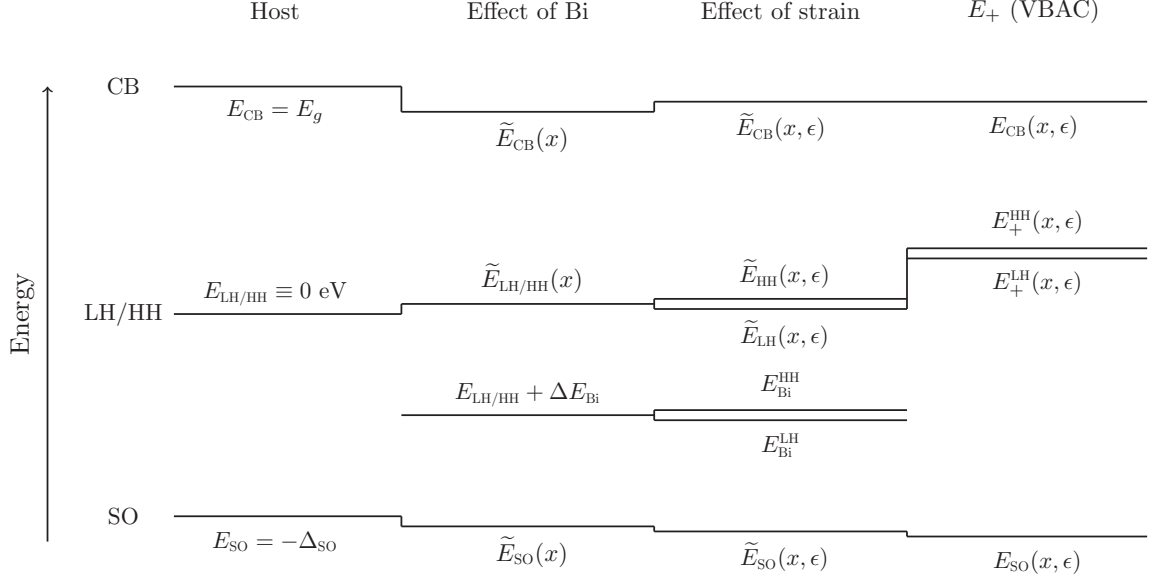 Host Effect of Bi Effect of strain E₊ (VBAC)
CB
E_CB = E_g
Ẽ_CB(x)
Ẽ_CB(x, ϵ)
E_CB(x, ϵ)
E₊^HH(x, ϵ)
E₊^LH(x, ϵ)
LH/HH
E_LH/HH ≡ 0 eV
Ẽ_LH/HH(x)
Ẽ_HH(x, ϵ)
Ẽ_LH(x, ϵ)
E_LH/HH + ΔE_Bi
E_Bi^HH
E_Bi^LH
SO
E_SO = −Δ_SO
Ẽ_SO(x)
Ẽ_SO(x, ϵ)
E_SO(x, ϵ)
Energy